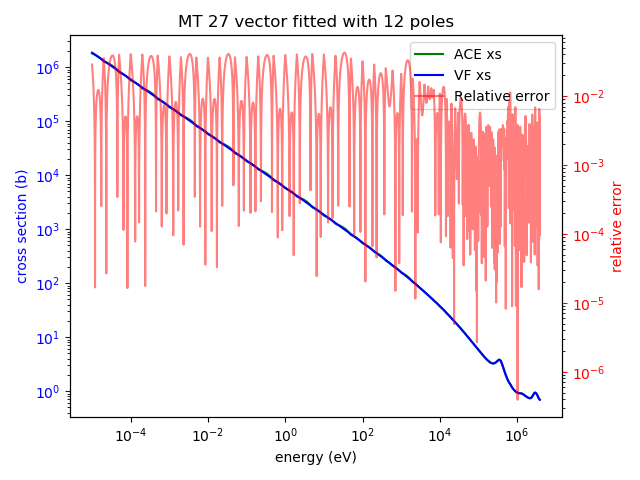 MT 27 vector fitted with 12 poles
ACE xs
VF xs
Relative error
cross section (b)
10^6
10^5
10^4
10^3
10^2
10^1
10^0
10^-2
10^-3
10^-4
10^-5
10^-6
relative error
10^-4 10^-2 10^0 10^2 10^4 10^6
energy (eV)